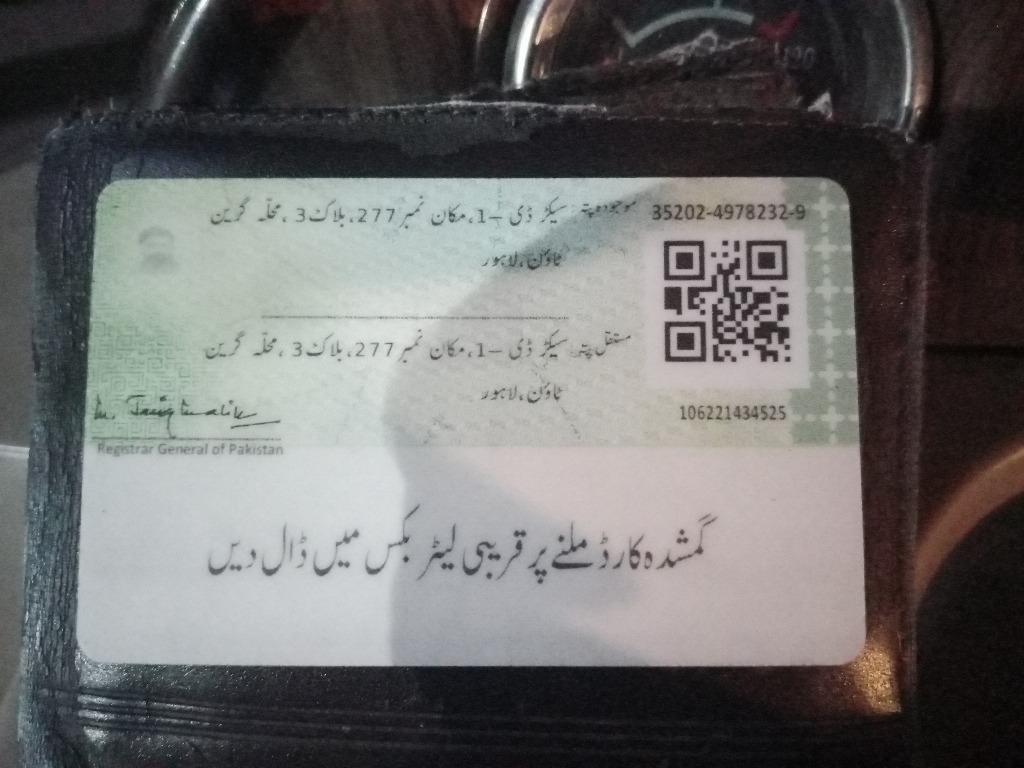 موجودہ پتہ: سیکٹر ڈی –1، مکان نمبر 277، بلاک 3، محلّہ گرین
ٹاؤن، لاہور
35202-4978232-9
مستقل پتہ: سیکٹر ڈی –1، مکان نمبر 277، بلاک 3، محلّہ گرین
ٹاؤن، لاہور
106221434525
Registrar General of Pakistan
گمشدہ کارڈ ملنے پر قریبی لیٹر بکس میں ڈال دیں